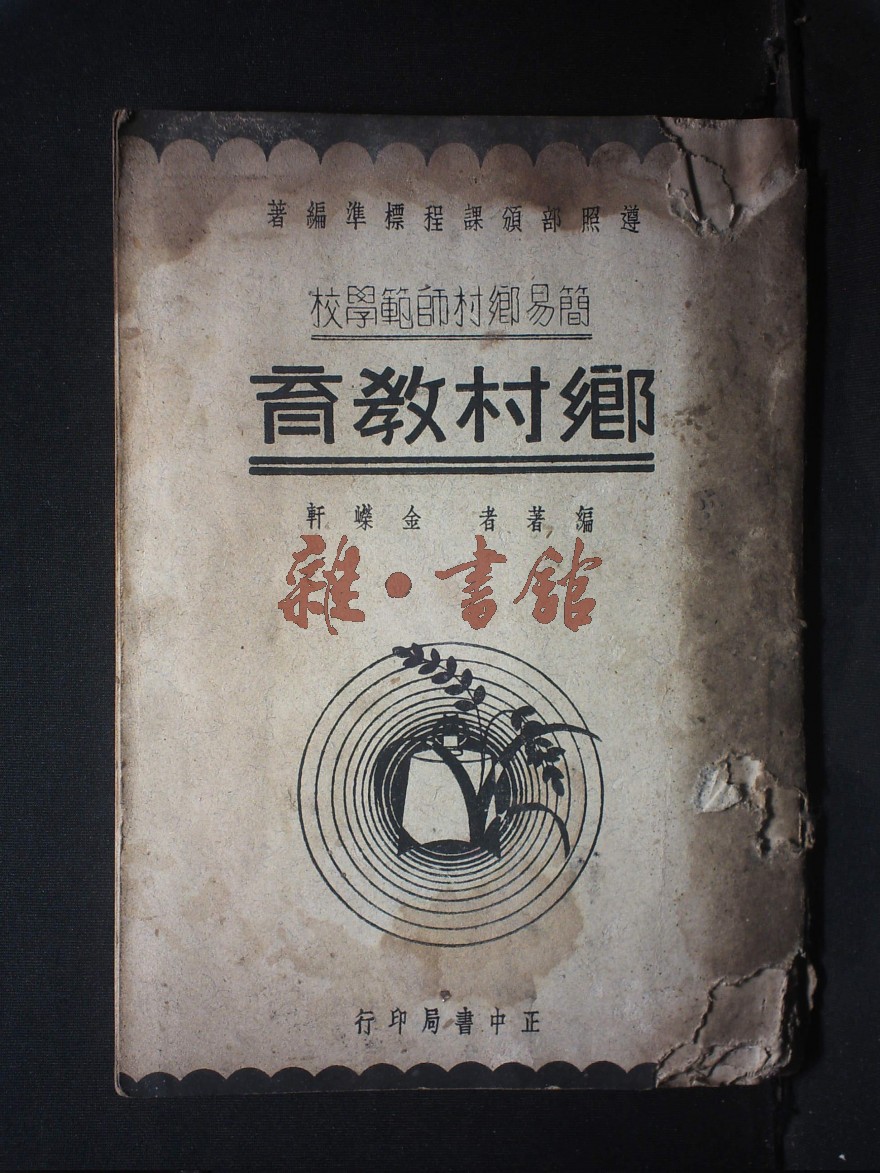 遵照部頒課程標準編著
簡易鄉村師範學校
鄉村教育
編著者 金嶸軒
雜·書館
正中書局印行